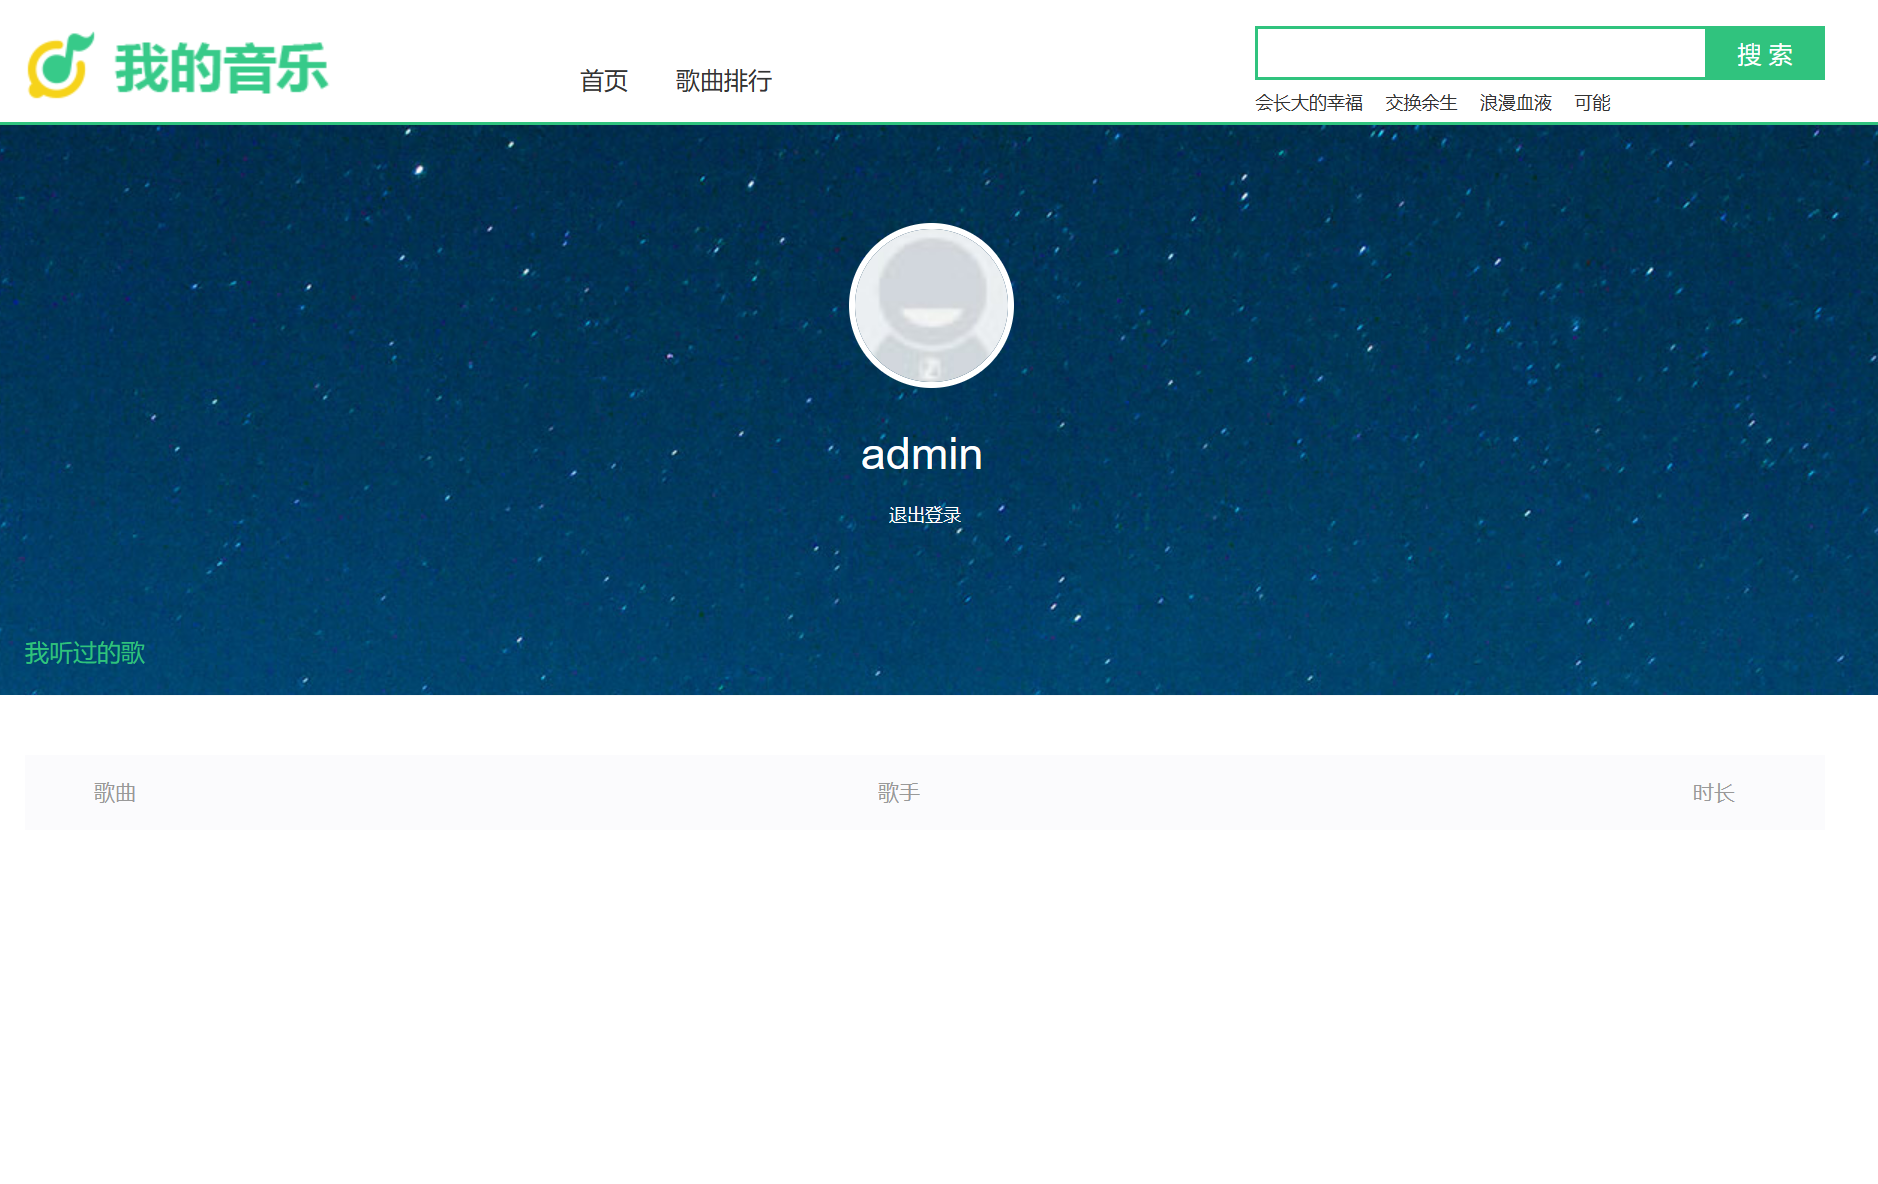 我的音乐
首页 歌曲排行
搜 索
会长大的幸福 交换余生 浪漫血液 可能
admin
退出登录
我听过的歌
歌曲 歌手 时长